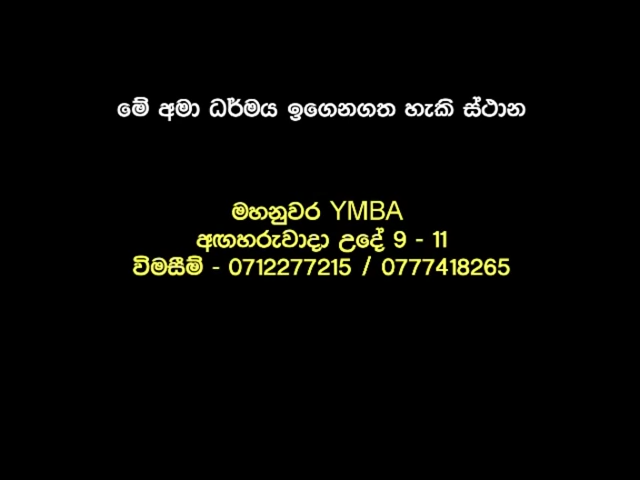 මේ අමා ධර්මය ඉගෙනගත හැකි ස්ථාන
මහනුවර YMBA
අඟහරුවාදා උදේ 9 - 11
විමසීම් - 0712277215 / 0777418265